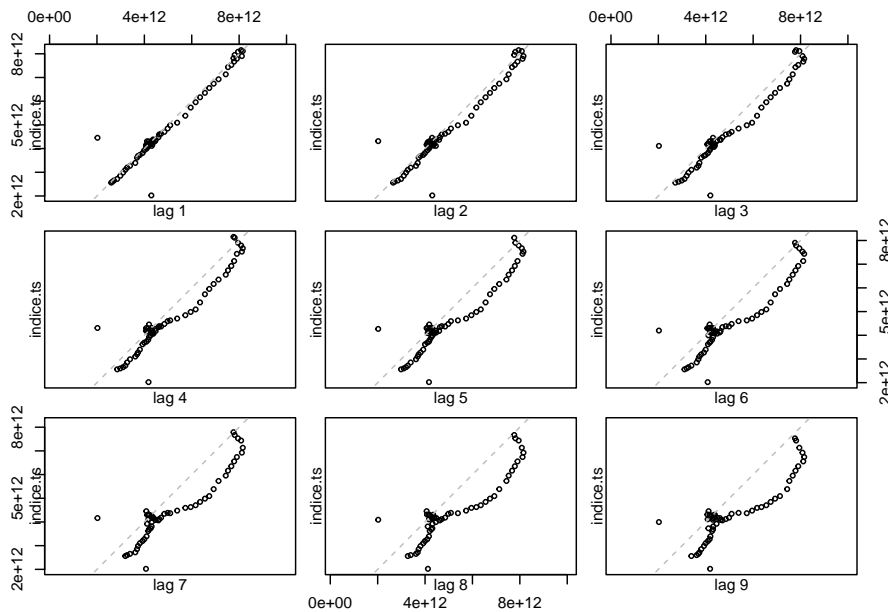 0e+00 4e+12 8e+12 0e+00 4e+12 8e+12
2e+12 5e+12 8e+12
indice.ts indice.ts indice.ts
lag 1 lag 2 lag 3
indice.ts indice.ts indice.ts
2e+12 5e+12 8e+12
lag 4 lag 5 lag 6
2e+12 5e+12 8e+12
indice.ts indice.ts indice.ts
lag 7 lag 8 lag 9
0e+00 4e+12 8e+12